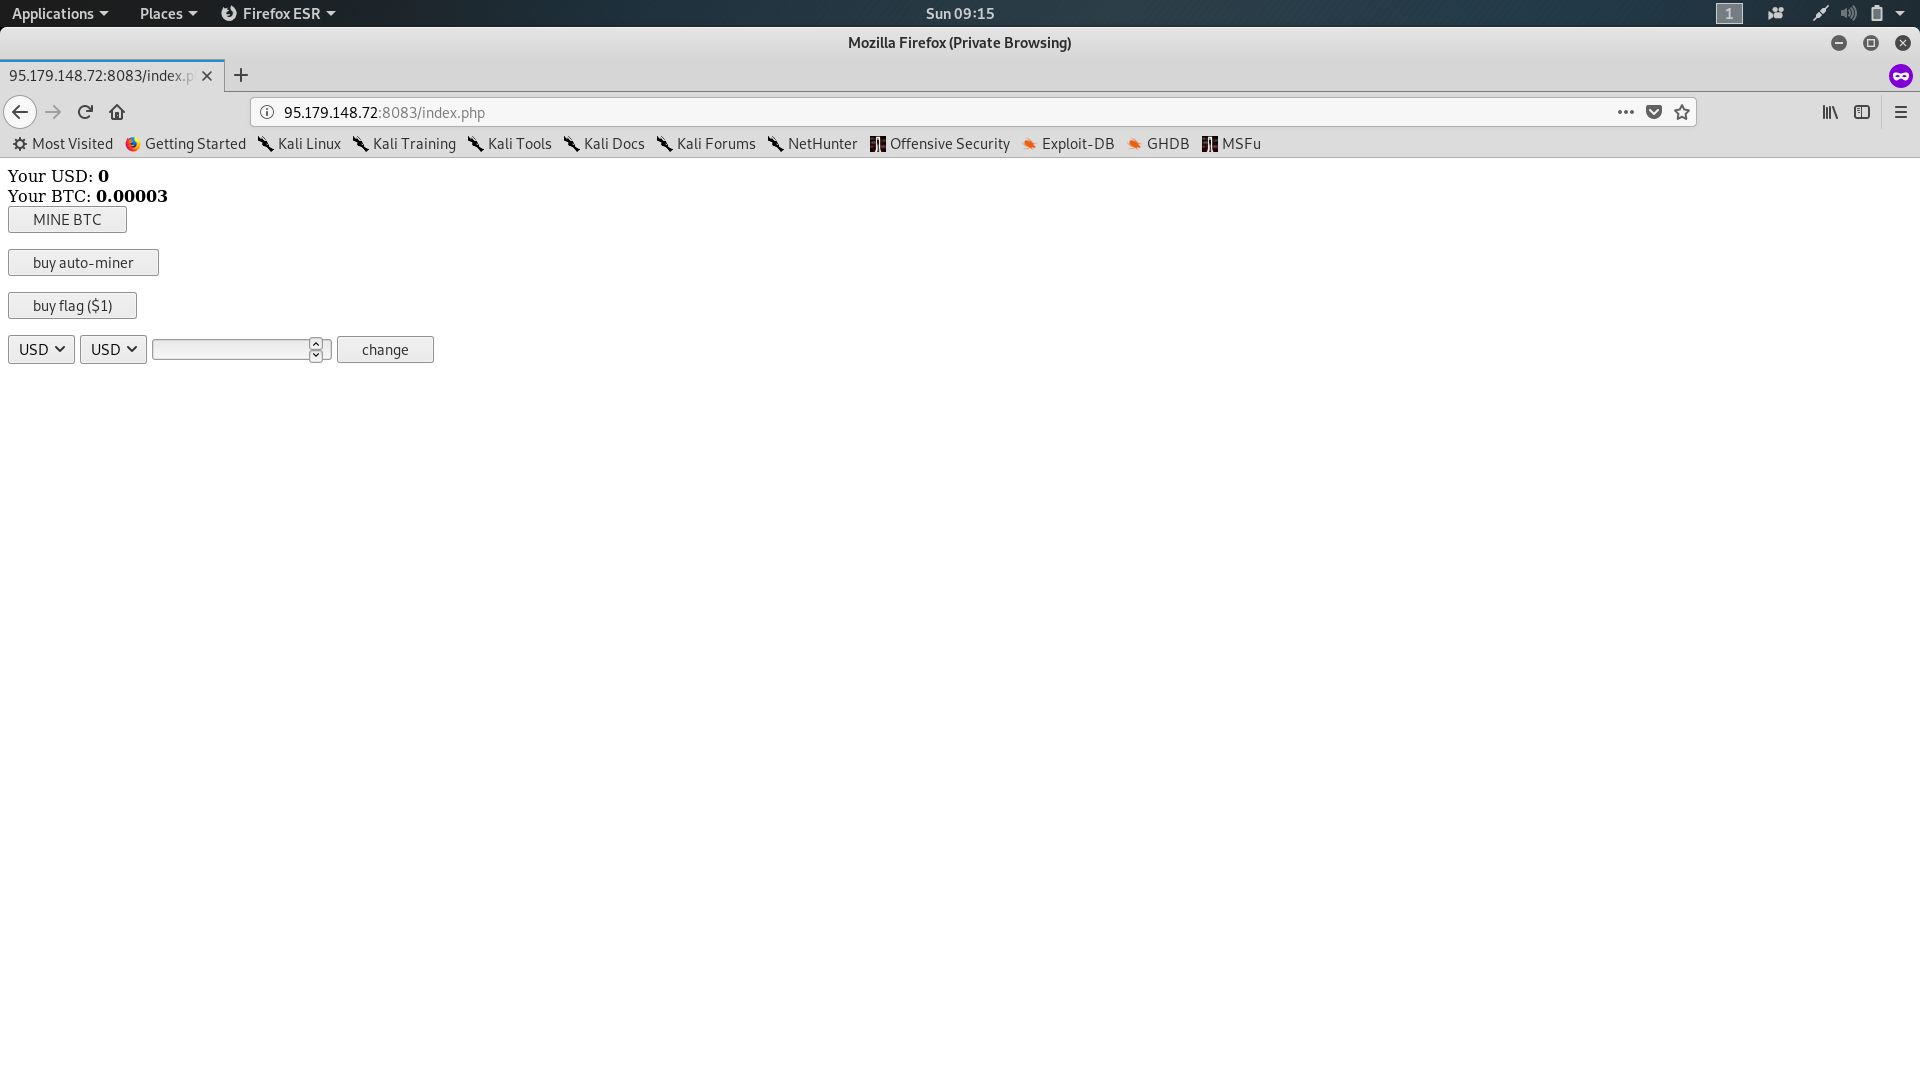 Applications Places Firefox ESR Sun 09:15 1
Mozilla Firefox (Private Browsing)
95.179.148.72:8083/index.p
95.179.148.72:8083/index.php
Most Visited Getting Started Kali Linux Kali Training Kali Tools Kali Docs Kali Forums NetHunter Offensive Security Exploit-DB GHDB MSFu
Your USD: 0
Your BTC: 0.00003
MINE BTC
buy auto-miner
buy flag ($1)
USD USD change